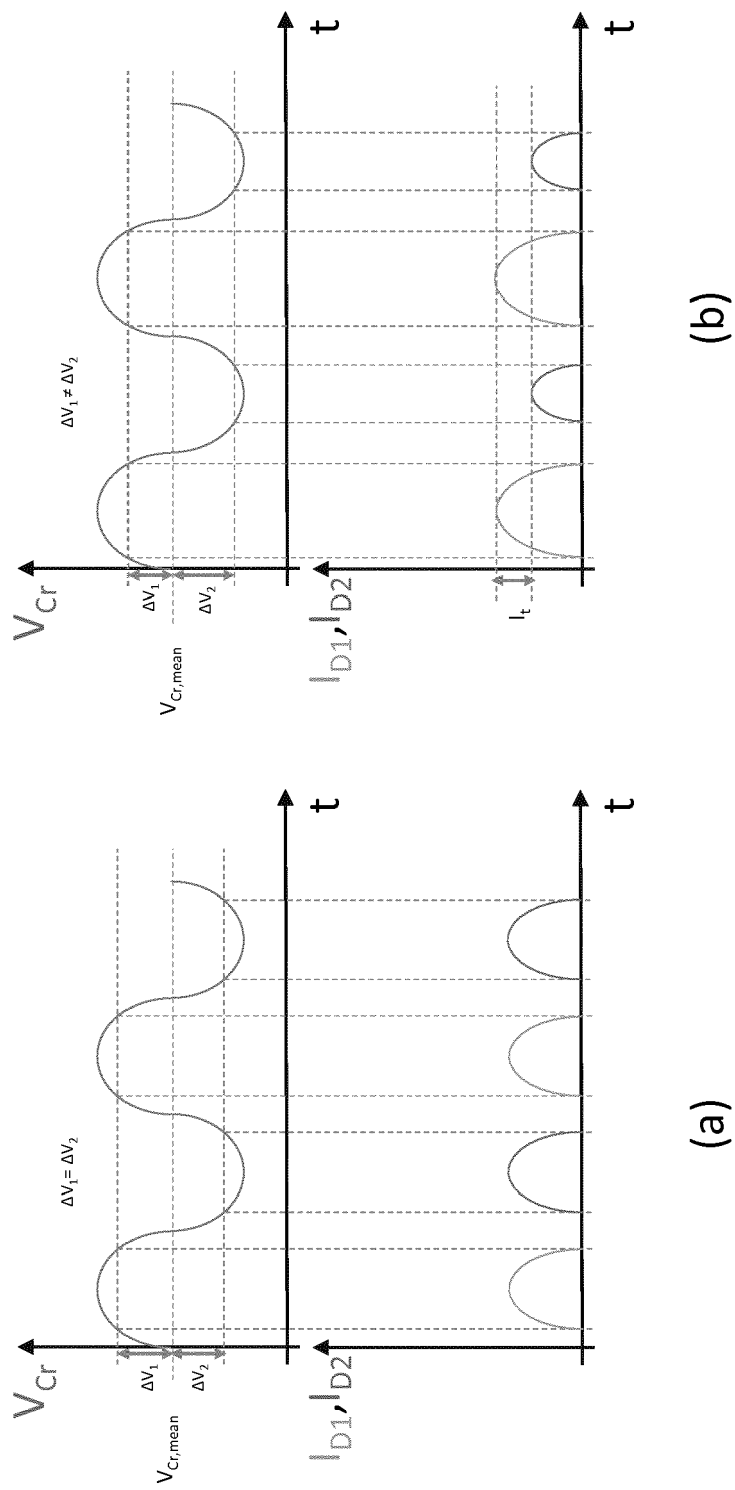 V_Cr
ΔV₁= ΔV₂
ΔV₁
V_Cr,mean
ΔV₂
t
I_D1, I_D2
t
(a)
V_Cr
ΔV₁ ≠ ΔV₂
ΔV₁
V_Cr,mean
ΔV₂
t
I_D1, I_D2
I_t
t
(b)